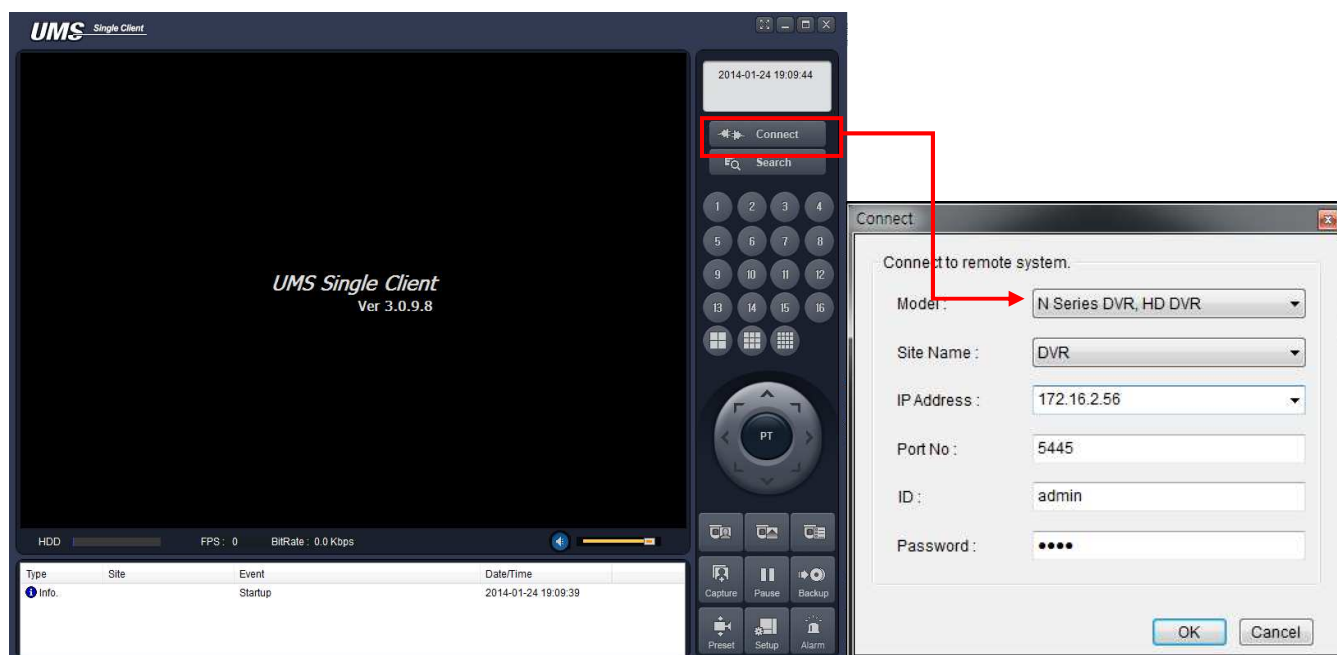 UMS Single Client
2014-01-24 19:09:44
Connect
Search
1 2 3 4
5 6 7 8
9 10 11 12
13 14 15 16
UMS Single Client
Ver 3.0.9.8
PT
HDD FPS : 0 BitRate : 0.0 Kbps
Type Site Event Date/Time
Info. Startup 2014-01-24 19:09:39
Capture Pause Backup
Preset Setup Alarm
Connect
Connect to remote system.
Model : N Series DVR, HD DVR
Site Name : DVR
IP Address : 172.16.2.56
Port No : 5445
ID : admin
Password : ••••
OK Cancel